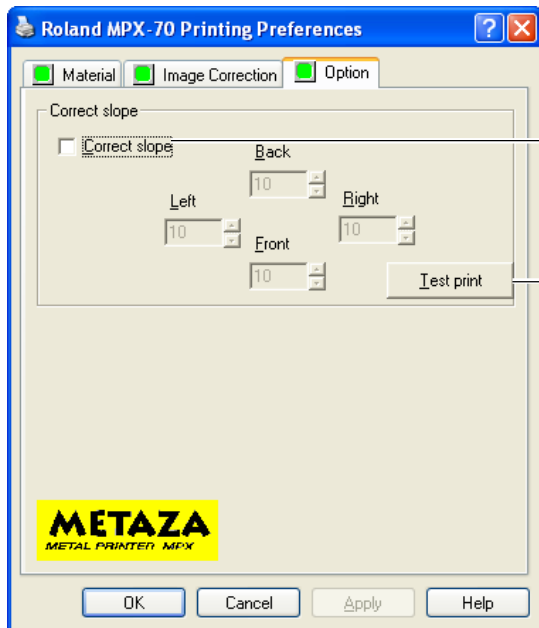 Roland MPX-70 Printing Preferences
Material Image Correction Option
Correct slope
Correct slope
Back
10
Left
Right
10
10
Front
10
Test print
METAZA
METAL PRINTER MPX
OK Cancel Apply Help